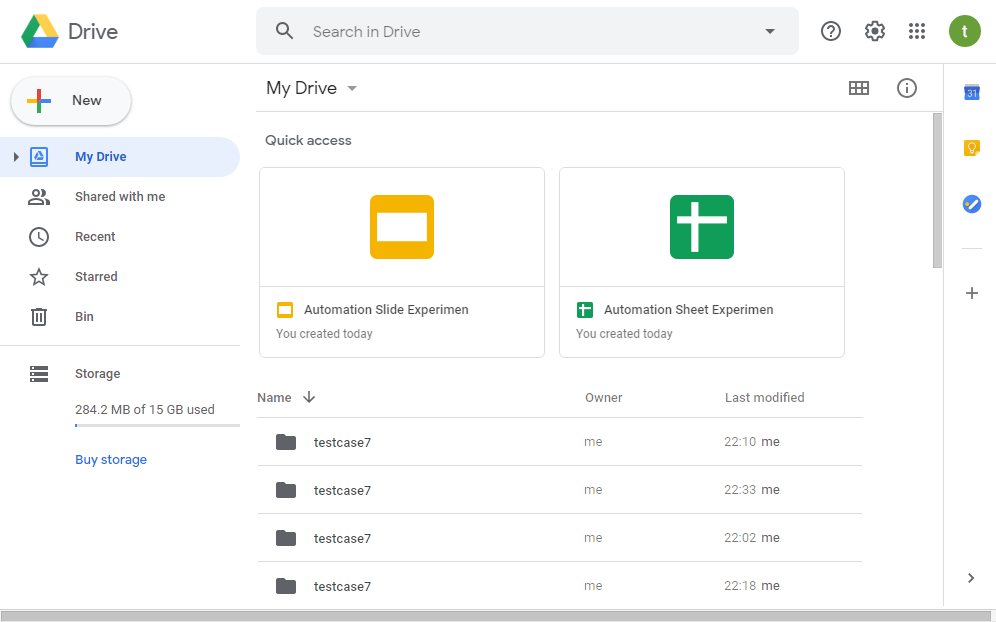 Drive
Search in Drive
t
New
My Drive
Shared with me
Recent
Starred
Bin
Storage
284.2 MB of 15 GB used
Buy storage
My Drive
Quick access
Automation Slide Experimen
You created today
Automation Sheet Experimen
You created today
Name Owner Last modified
testcase7 me 22:10 me
testcase7 me 22:33 me
testcase7 me 22:02 me
testcase7 me 22:18 me
31